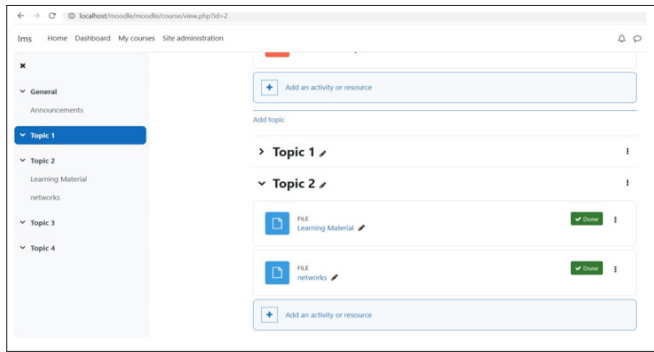 localhost/moodle/moodle/course/view.php?id=2
lms Home Dashboard My courses Site administration
General
Announcements
Topic 1
Topic 2
Learning Material
networks
Topic 3
Topic 4
Add an activity or resource
Add topic
Topic 1
Topic 2
FILE
Learning Material
Done
FILE
networks
Done
Add an activity or resource